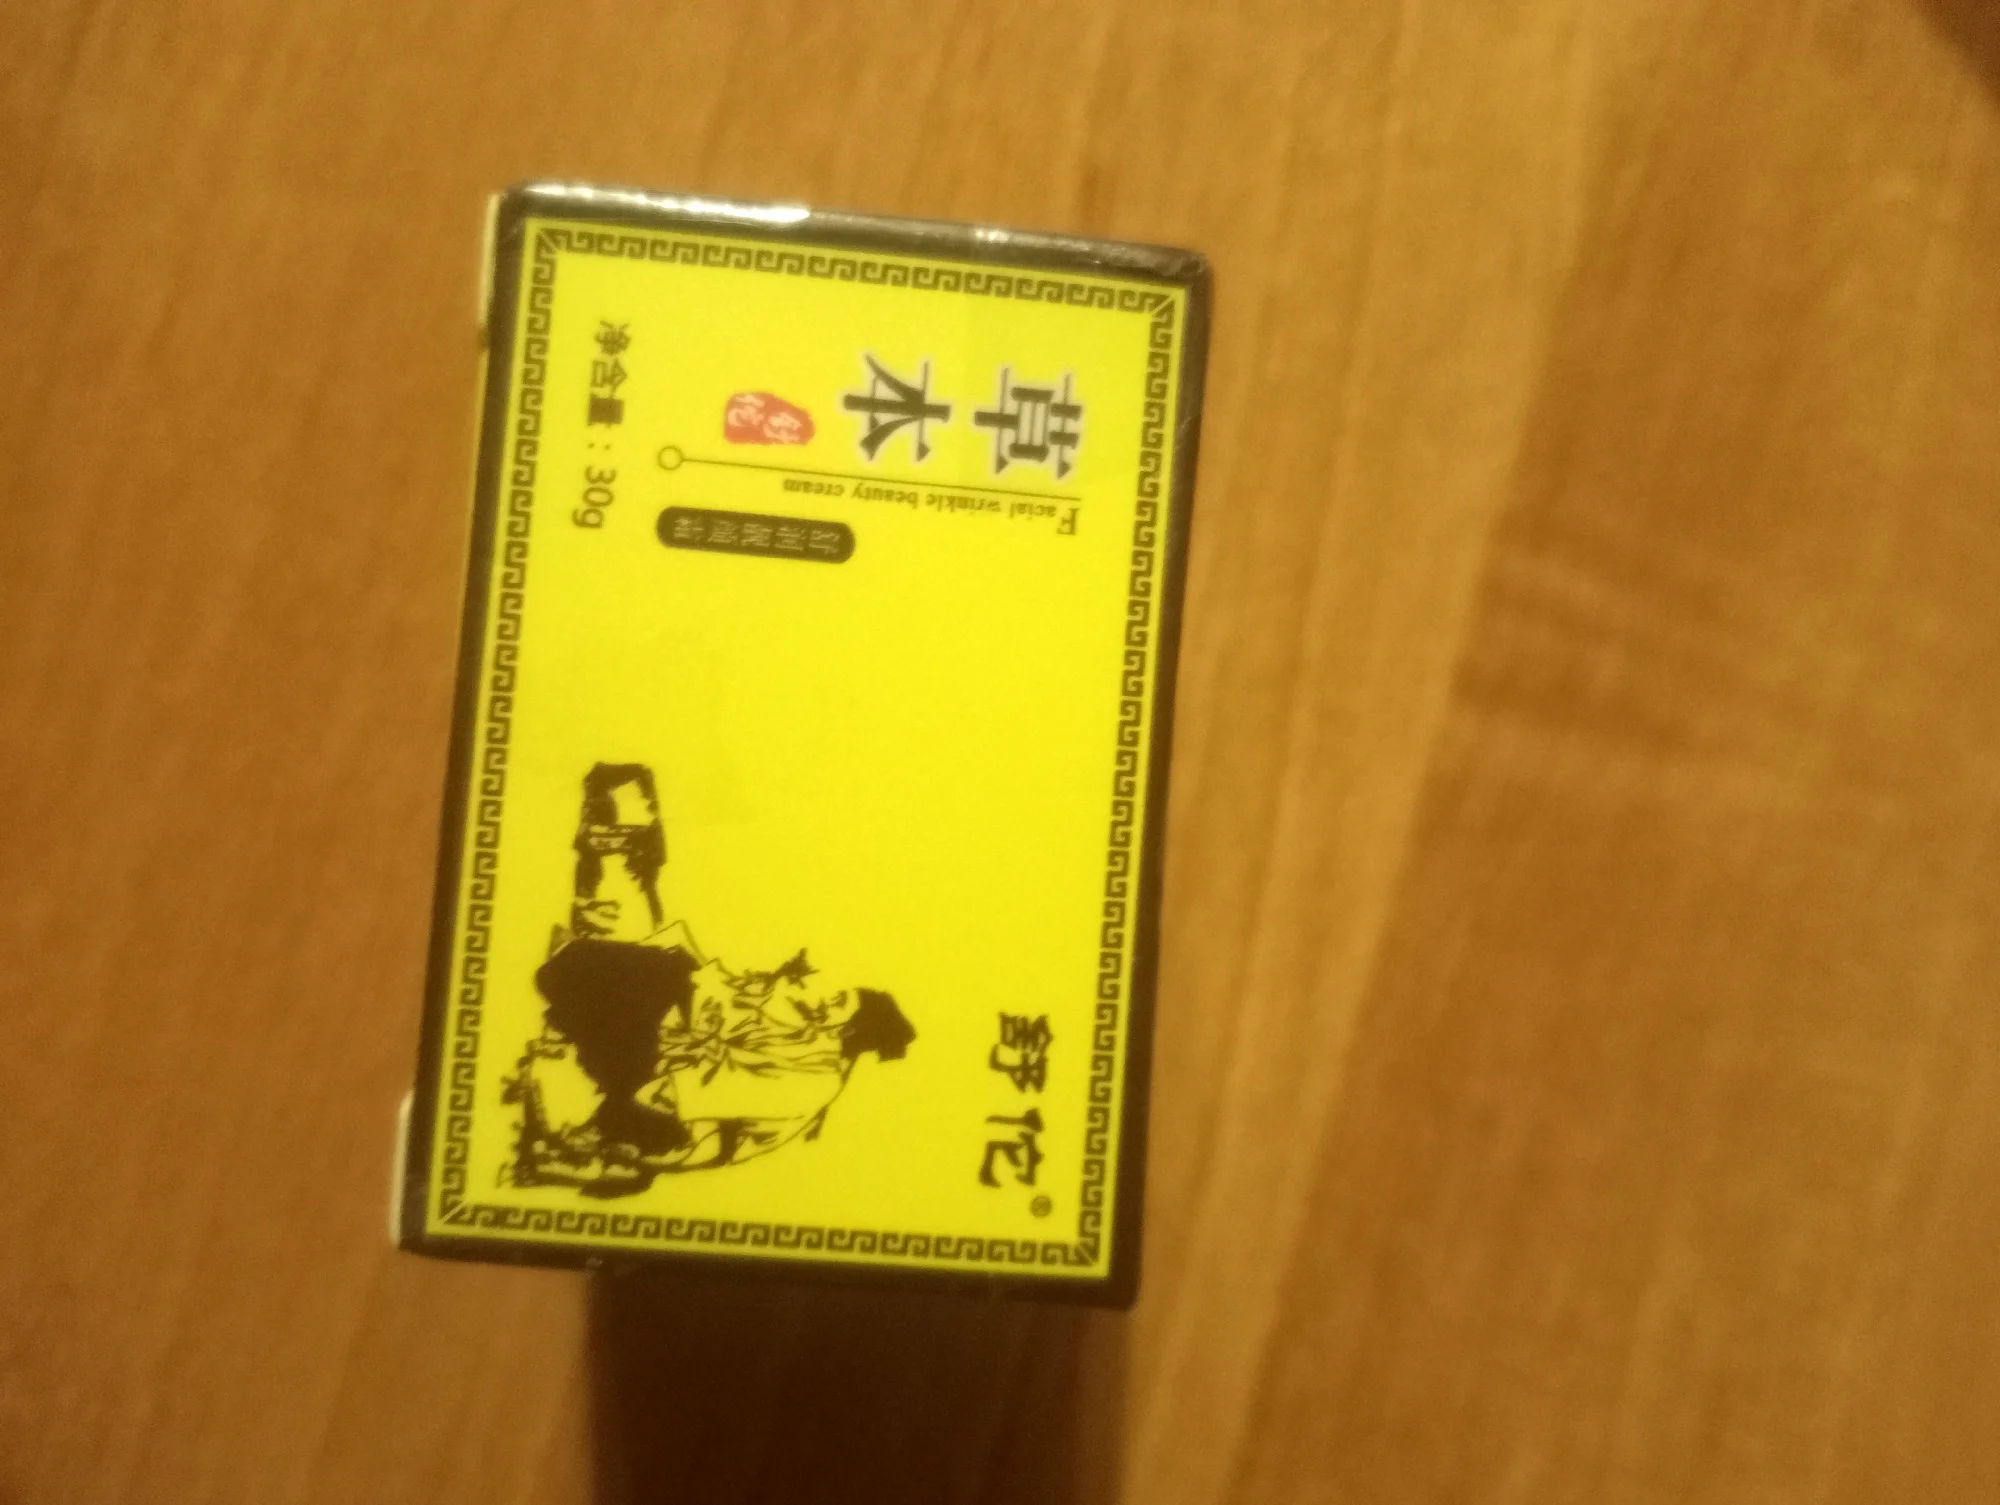 舒佗®
草本
Facial wrinkle beauty cream
净含量：30g